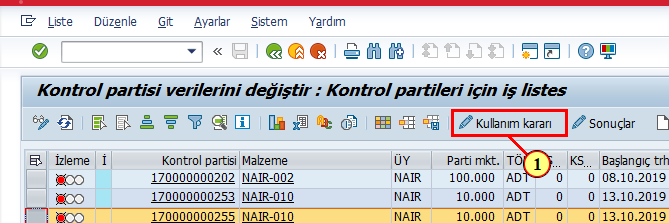 Liste Düzenle Git Ayarlar Sistem Yardım
Kontrol partisi verilerini değiştir : Kontrol partileri için iş listes
Kullanım kararı Sonuçlar
1
İzleme İ Kontrol partisi Malzeme ÜY Parti mkt. TÖ S... KS... Başlangıç trh
170000000202 NAIR-002 NAIR 100.000 ADT 0 0 08.10.2019
170000000253 NAIR-010 NAIR 10.000 ADT 0 0 13.10.2019
170000000255 NAIR-010 NAIR 10.000 ADT 0 0 13.10.2019